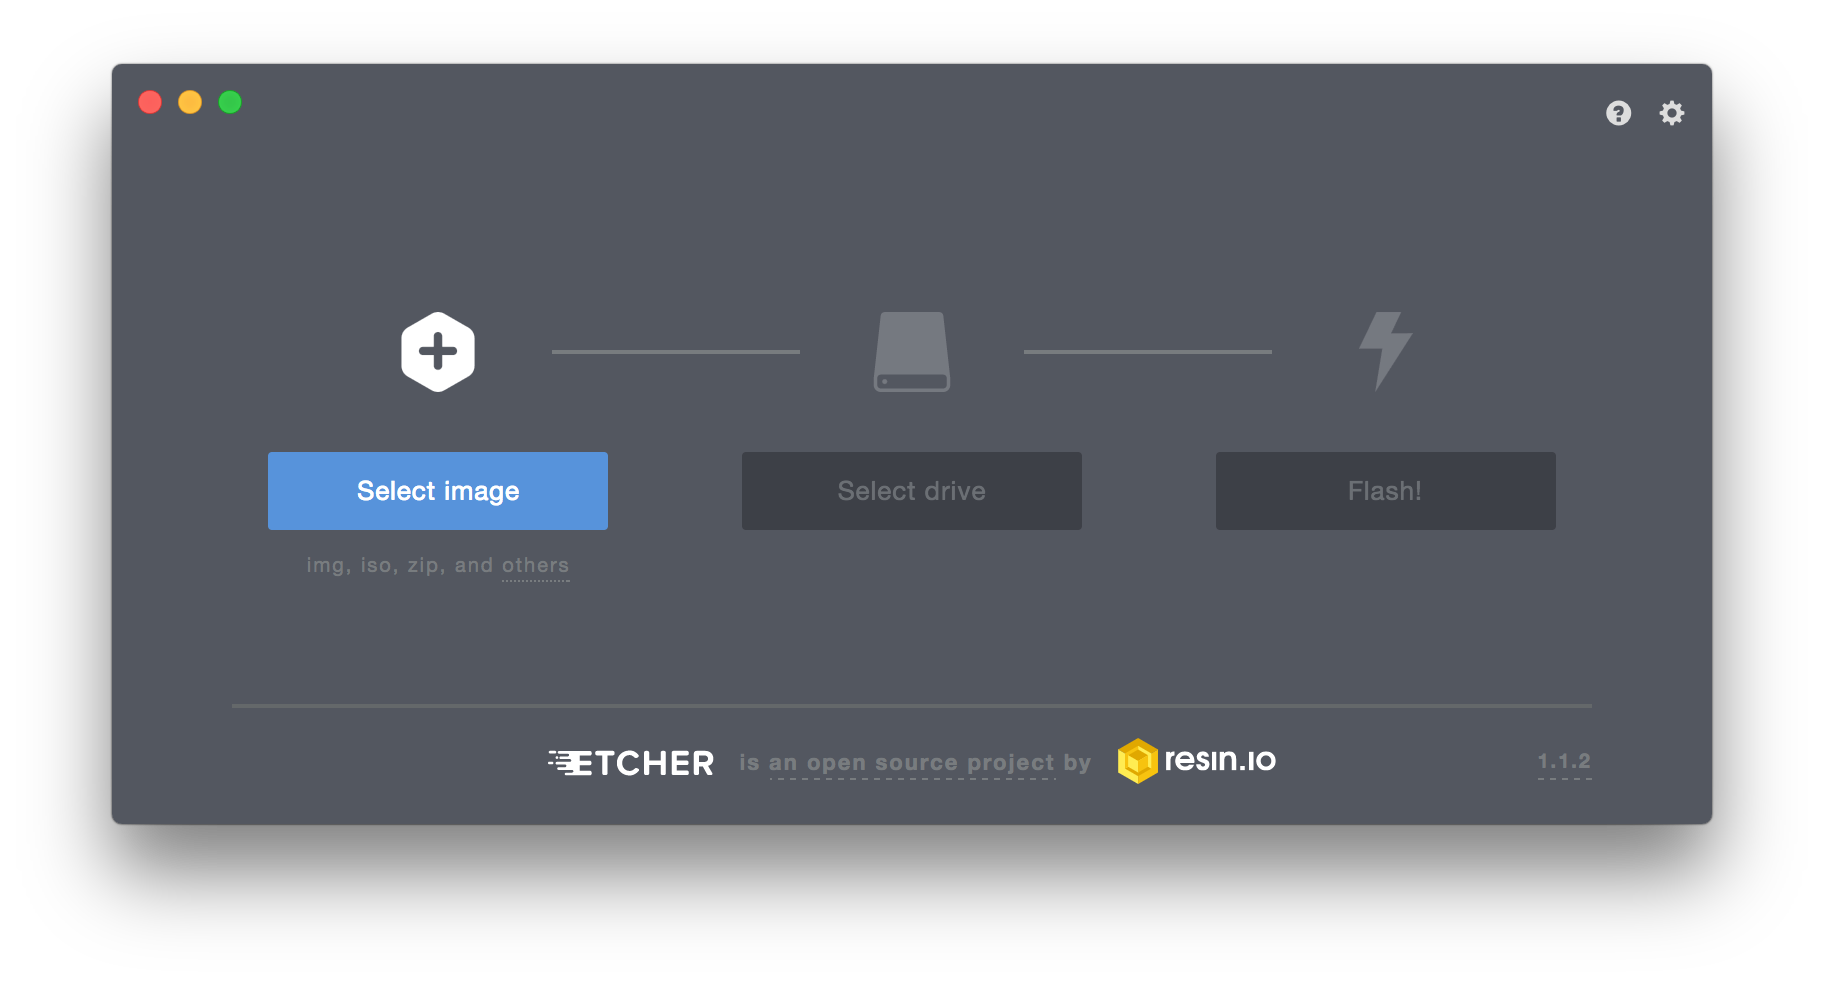 Select image
Select drive
Flash!
img, iso, zip, and others
ETCHER is an open source project by resin.io
1.1.2